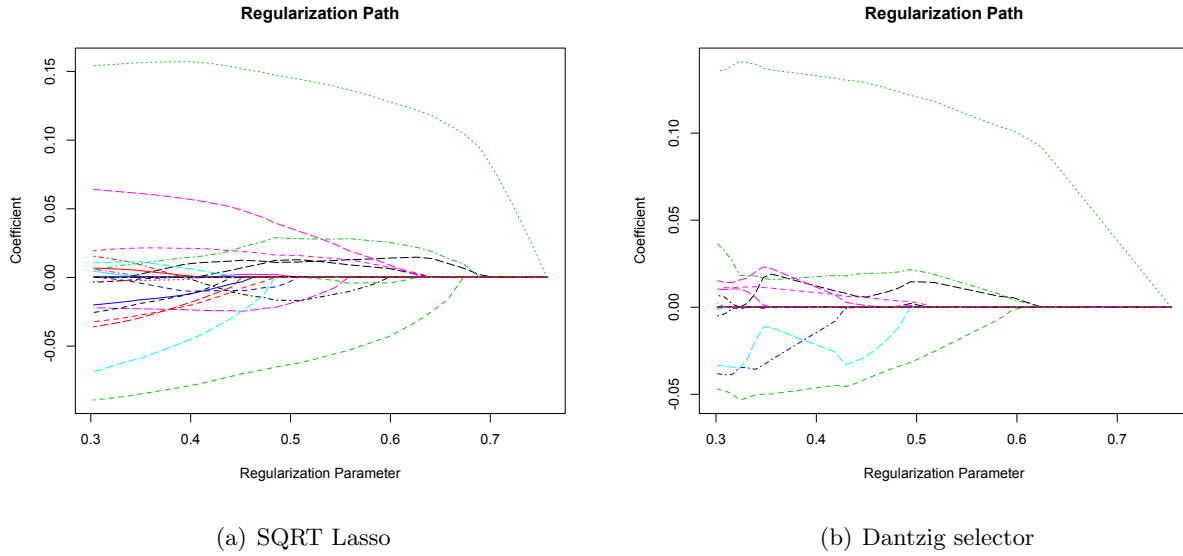 Regularization Path
Coefficient
0.15
0.10
0.05
0.00
-0.05
0.3 0.4 0.5 0.6 0.7
Regularization Parameter
(a) SQRT Lasso
Regularization Path
Coefficient
0.10
0.05
0.00
-0.05
0.3 0.4 0.5 0.6 0.7
Regularization Parameter
(b) Dantzig selector